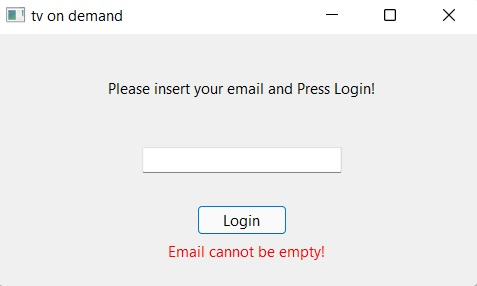 tv on demand
Please insert your email and Press Login!
Login
Email cannot be empty!